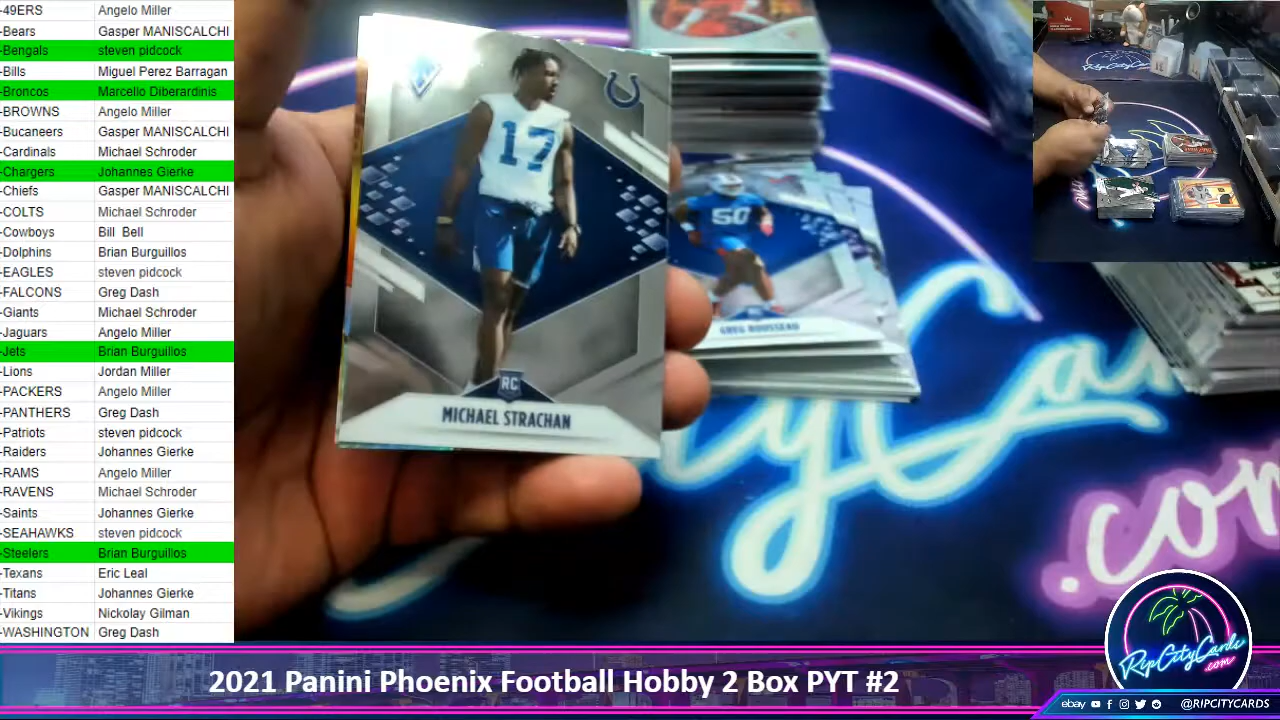 -49ERS Angelo Miller
-Bears Gasper MANISCALCHI
-Bengals steven pidcock
-Bills Miguel Perez Barragan
-Broncos Marcello Diberardinis
-BROWNS Angelo Miller
-Bucaneers Gasper MANISCALCHI
-Cardinals Michael Schroder
-Chargers Johannes Gierke
-Chiefs Gasper MANISCALCHI
-COLTS Michael Schroder
-Cowboys Bill Bell
-Dolphins Brian Burguillos
-EAGLES steven pidcock
-FALCONS Greg Dash
-Giants Michael Schroder
-Jaguars Angelo Miller
-Jets Brian Burguillos
-Lions Jordan Miller
-PACKERS Angelo Miller
-PANTHERS Greg Dash
-Patriots steven pidcock
-Raiders Johannes Gierke
-RAMS Angelo Miller
-RAVENS Michael Schroder
-Saints Johannes Gierke
-SEAHAWKS steven pidcock
-Steelers Brian Burguillos
-Texans Eric Leal
-Titans Johannes Gierke
-Vikings Nickolay Gilman
-WASHINGTON Greg Dash
17
RC
MICHAEL STRACHAN
50
GREG ROUSSEAU
.com
RipCityCards
.com
2021 Panini Phoenix Football Hobby 2 Box PYT #2
ebay @RIPCITYCARDS